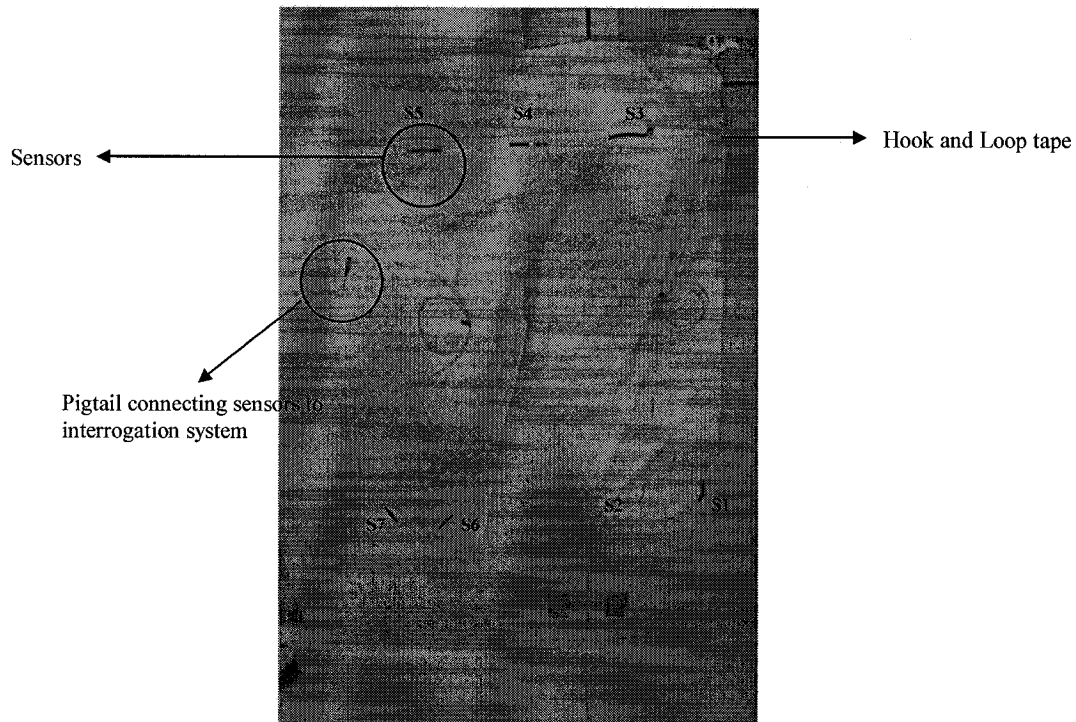 S5 S4 S3
Sensors
Hook and Loop tape
Pigtail connecting sensors to
interrogation system
S2 S1
S7 S6